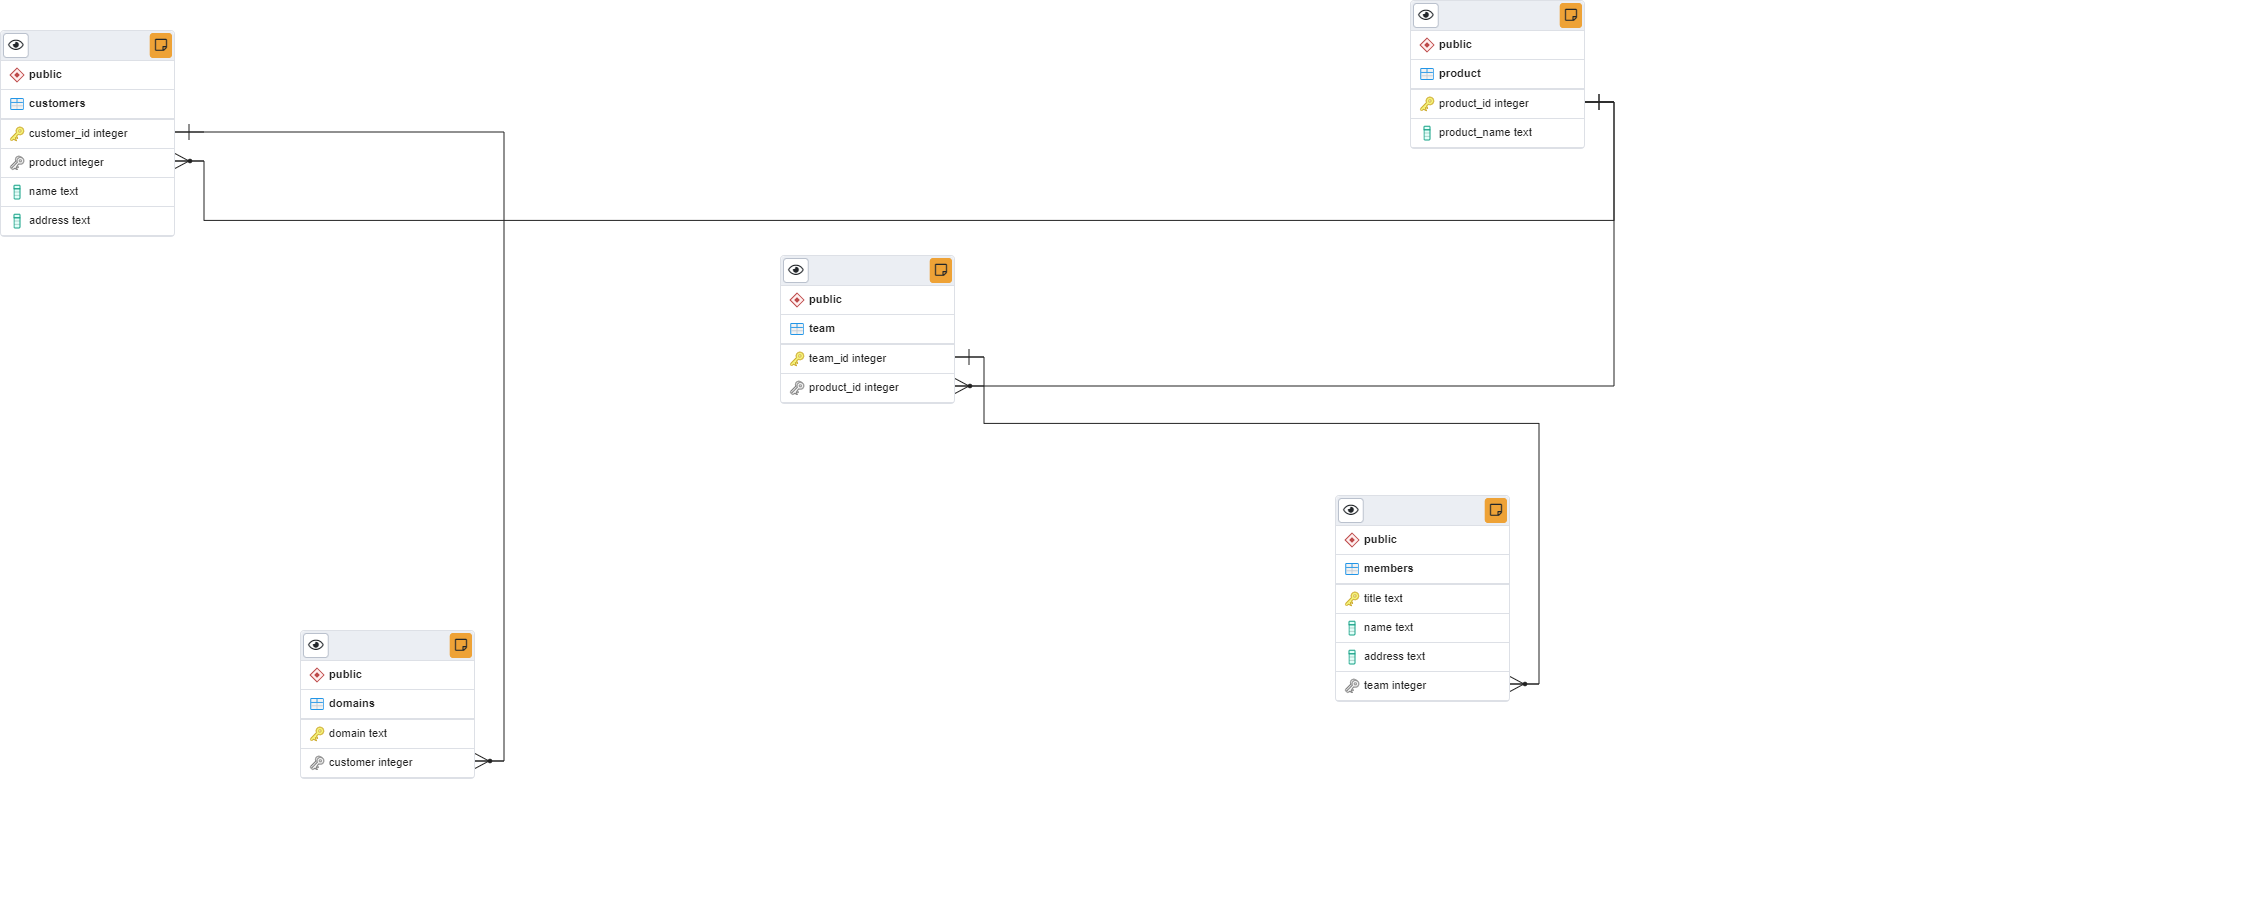 public
customers
customer_id integer
product integer
name text
address text
public
product
product_id integer
product_name text
public
team
team_id integer
product_id integer
public
members
title text
name text
address text
team integer
public
domains
domain text
customer integer